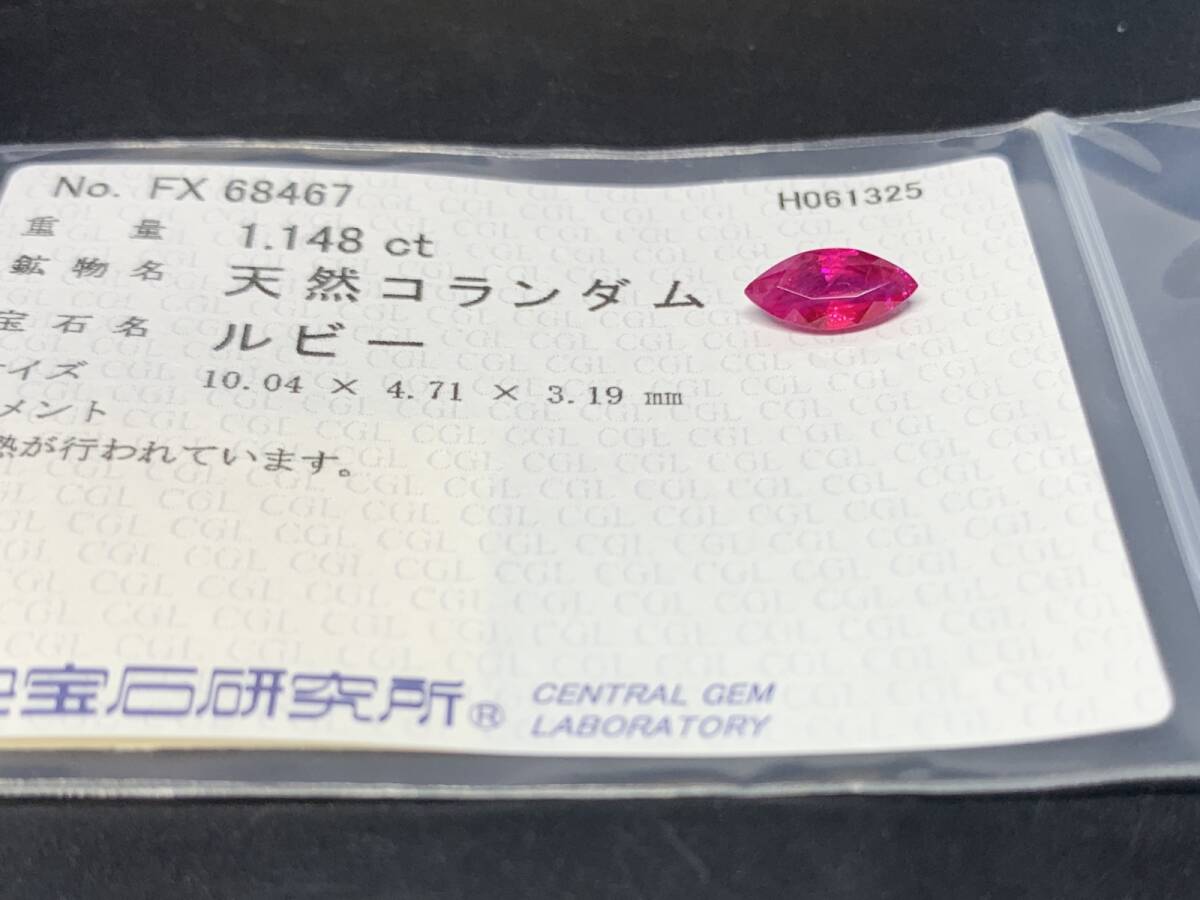 No. FX 68467
H061325
重量 1.148 ct
鉱物名 天然コランダム
宝石名 ルビー
イズ 10.04 × 4.71 × 3.19 mm
メント
熱が行われています。
宝石研究所® CENTRAL GEM
LABORATORY